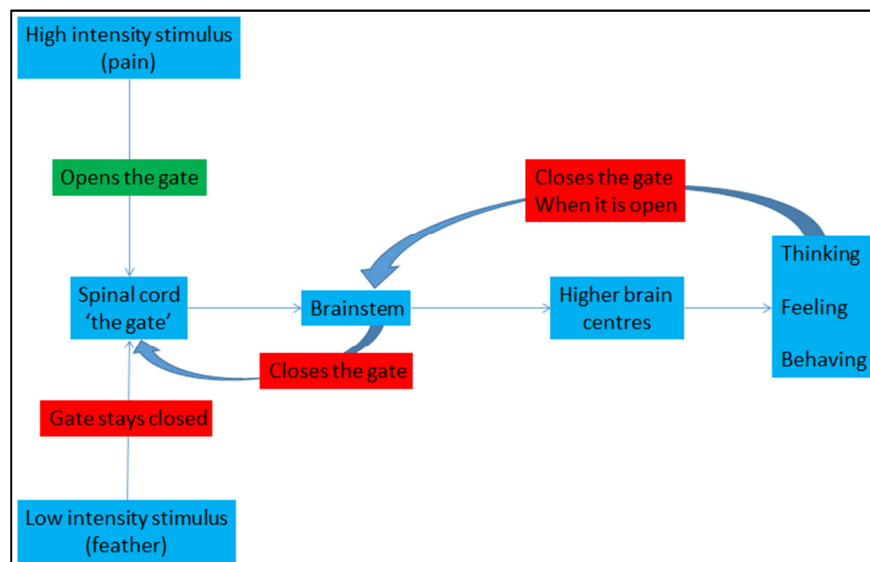 High intensity stimulus
(pain)
Opens the gate
Closes the gate
When it is open
Thinking
Feeling
Behaving
Spinal cord
‘the gate’
Brainstem
Higher brain
centres
Closes the gate
Gate stays closed
Low intensity stimulus
(feather)